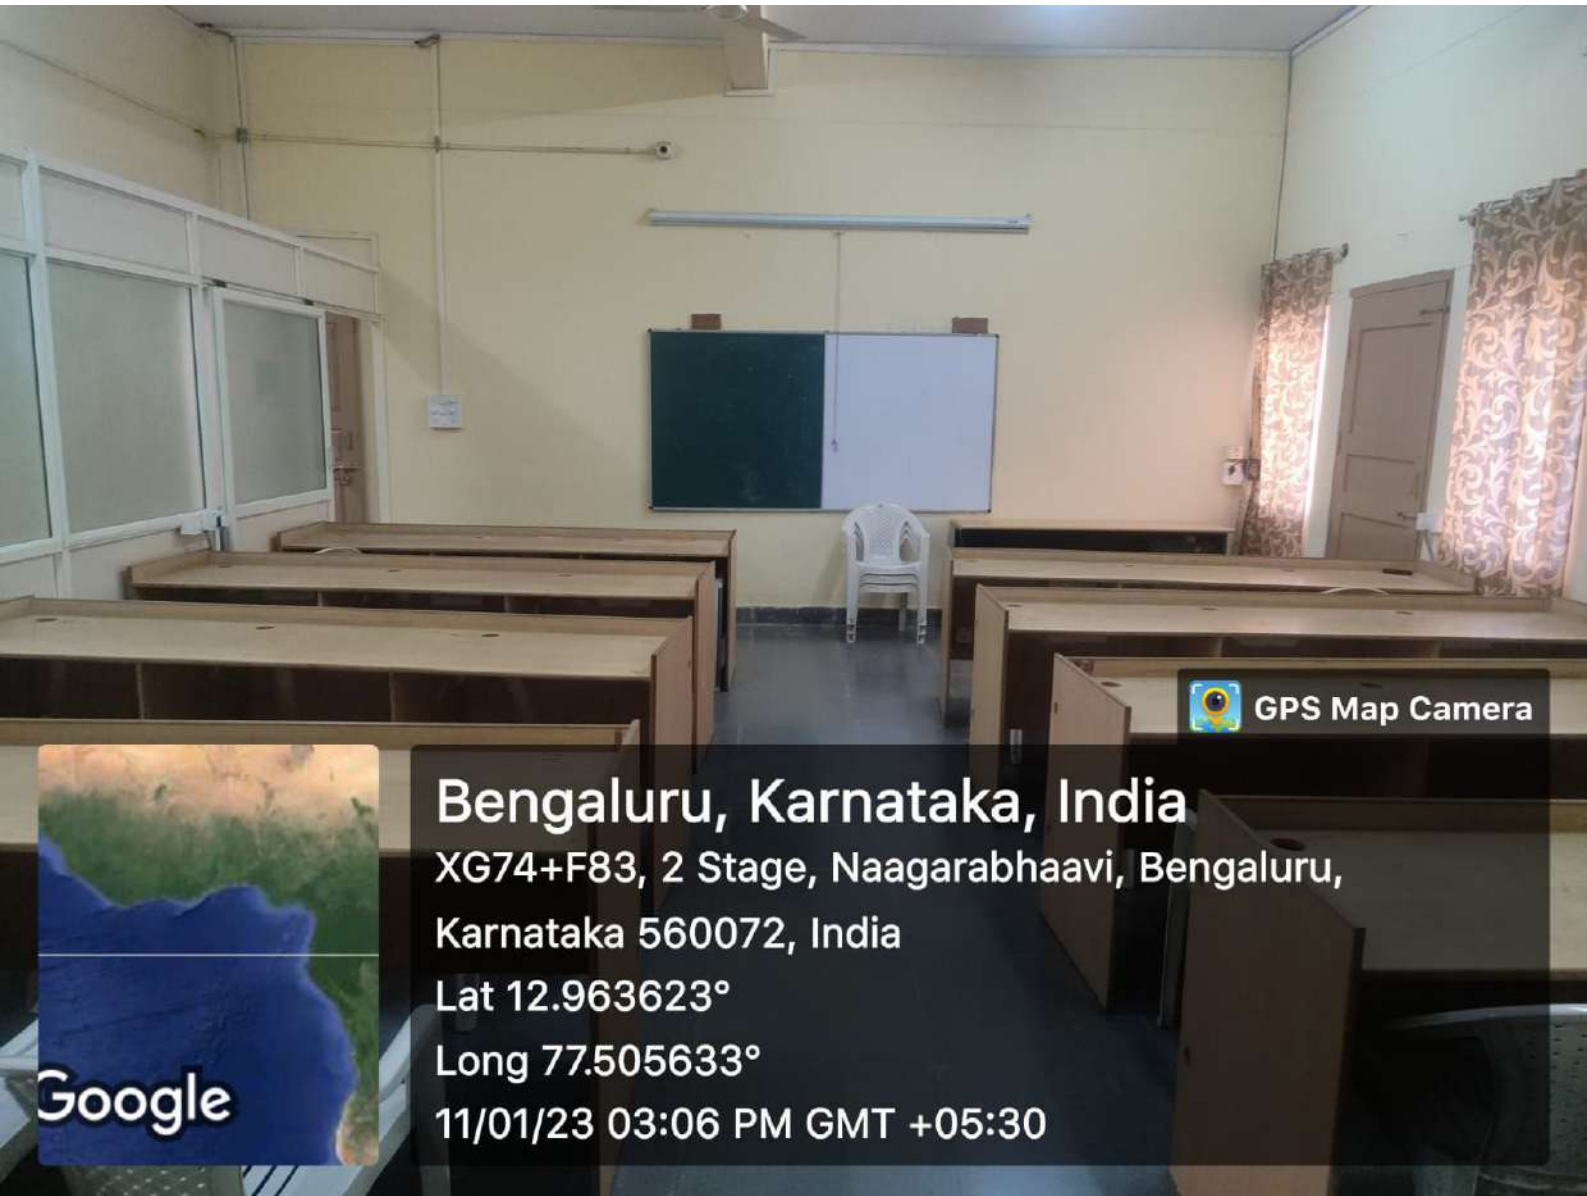 GPS Map Camera
Bengaluru, Karnataka, India
XG74+F83, 2 Stage, Naagarabhaavi, Bengaluru,
Karnataka 560072, India
Lat 12.963623°
Long 77.505633°
11/01/23 03:06 PM GMT +05:30
Google